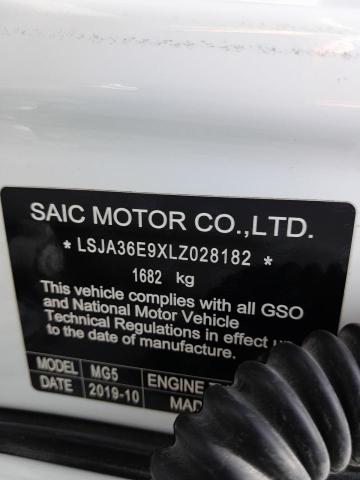 SAIC MOTOR CO.,LTD.
* LSJA36E9XLZ028182 *
1682 kg
This vehicle complies with all GSO
and National Motor Vehicle
Technical Regulations in effect
to the date of manufacture.
MODEL MG5 ENGINE
DATE 2019-10